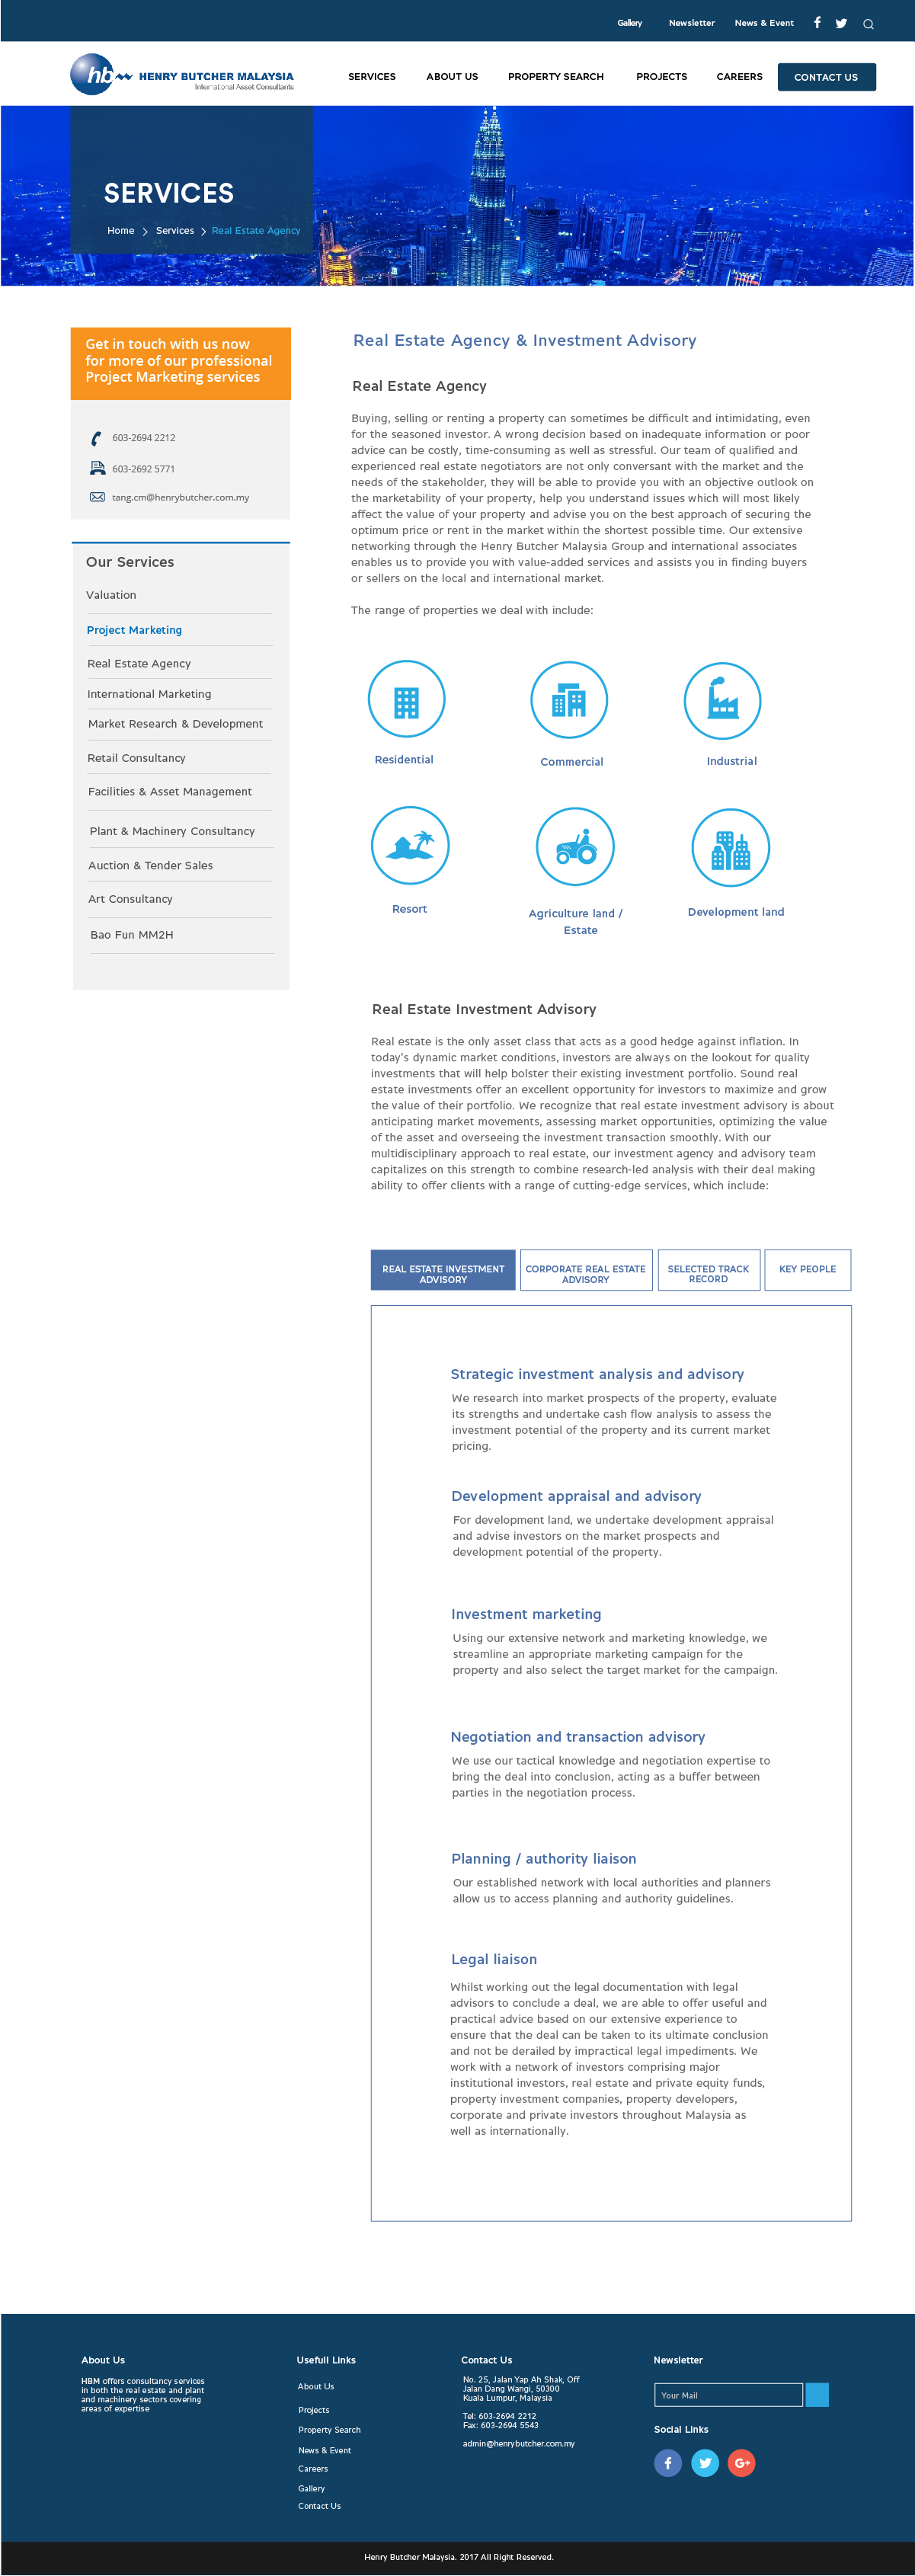 Gallery Newsletter News & Event
hb HENRY BUTCHER MALAYSIA
International Asset Consultants
SERVICES ABOUT US PROPERTY SEARCH PROJECTS CAREERS CONTACT US
SERVICES
Home Services Real Estate Agency
Get in touch with us now
for more of our professional
Project Marketing services
603-2694 2212
603-2692 5771
tang.cm@henrybutcher.com.my
Our Services
Valuation
Project Marketing
Real Estate Agency
International Marketing
Market Research & Development
Retail Consultancy
Facilities & Asset Management
Plant & Machinery Consultancy
Auction & Tender Sales
Art Consultancy
Bao Fun MM2H
Real Estate Agency & Investment Advisory
Real Estate Agency
Buying, selling or renting a property can sometimes be difficult and intimidating, even
for the seasoned investor. A wrong decision based on inadequate information or poor
advice can be costly, time-consuming as well as stressful. Our team of qualified and
experienced real estate negotiators are not only conversant with the market and the
needs of the stakeholder, they will be able to provide you with an objective outlook on
the marketability of your property, help you understand issues which will most likely
affect the value of your property and advise you on the best approach of securing the
optimum price or rent in the market within the shortest possible time. Our extensive
networking through the Henry Butcher Malaysia Group and international associates
enables us to provide you with value-added services and assists you in finding buyers
or sellers on the local and international market.
The range of properties we deal with include:
Residential
Commercial
Industrial
Resort
Agriculture land /
Estate
Development land
Real Estate Investment Advisory
Real estate is the only asset class that acts as a good hedge against inflation. In
today's dynamic market conditions, investors are always on the lookout for quality
investments that will help bolster their existing investment portfolio. Sound real
estate investments offer an excellent opportunity for investors to maximize and grow
the value of their portfolio. We recognize that real estate investment advisory is about
anticipating market movements, assessing market opportunities, optimizing the value
of the asset and overseeing the investment transaction smoothly. With our
multidisciplinary approach to real estate, our investment agency and advisory team
capitalizes on this strength to combine research-led analysis with their deal making
ability to offer clients with a range of cutting-edge services, which include:
REAL ESTATE INVESTMENT
ADVISORY
CORPORATE REAL ESTATE
ADVISORY
SELECTED TRACK
RECORD
KEY PEOPLE
Strategic investment analysis and advisory
We research into market prospects of the property, evaluate
its strengths and undertake cash flow analysis to assess the
investment potential of the property and its current market
pricing.
Development appraisal and advisory
For development land, we undertake development appraisal
and advise investors on the market prospects and
development potential of the property.
Investment marketing
Using our extensive network and marketing knowledge, we
streamline an appropriate marketing campaign for the
property and also select the target market for the campaign.
Negotiation and transaction advisory
We use our tactical knowledge and negotiation expertise to
bring the deal into conclusion, acting as a buffer between
parties in the negotiation process.
Planning / authority liaison
Our established network with local authorities and planners
allow us to access planning and authority guidelines.
Legal liaison
Whilst working out the legal documentation with legal
advisors to conclude a deal, we are able to offer useful and
practical advice based on our extensive experience to
ensure that the deal can be taken to its ultimate conclusion
and not be derailed by impractical legal impediments. We
work with a network of investors comprising major
institutional investors, real estate and private equity funds,
property investment companies, property developers,
corporate and private investors throughout Malaysia as
well as internationally.
About Us
HBM offers consultancy services
in both the real estate and plant
and machinery sectors covering
areas of expertise
Usefull Links
About Us
Projects
Property Search
News & Event
Careers
Gallery
Contact Us
Contact Us
No. 25, Jalan Yap Ah Shak, Off
Jalan Dang Wangi, 50300
Kuala Lumpur, Malaysia
Tel: 603-2694 2212
Fax: 603-2694 5543
admin@henrybutcher.com.my
Newsletter
Your Mail
Social Links
Henry Butcher Malaysia. 2017 All Right Reserved.